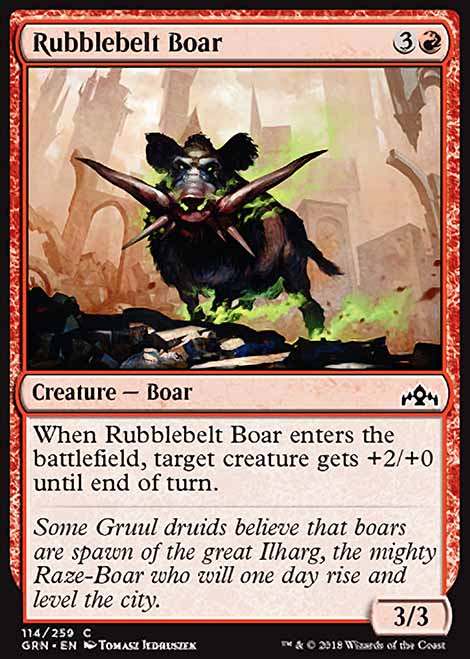 Rubblebelt Boar 3
Creature — Boar
When Rubblebelt Boar enters the
battlefield, target creature gets +2/+0
until end of turn.
Some Gruul druids believe that boars
are spawn of the great Ilharg, the mighty
Raze-Boar who will one day rise and
level the city.
3/3
114/259 C
GRN • EN Tomasz Jedruszek
™ & © 2018 Wizards of the Coast